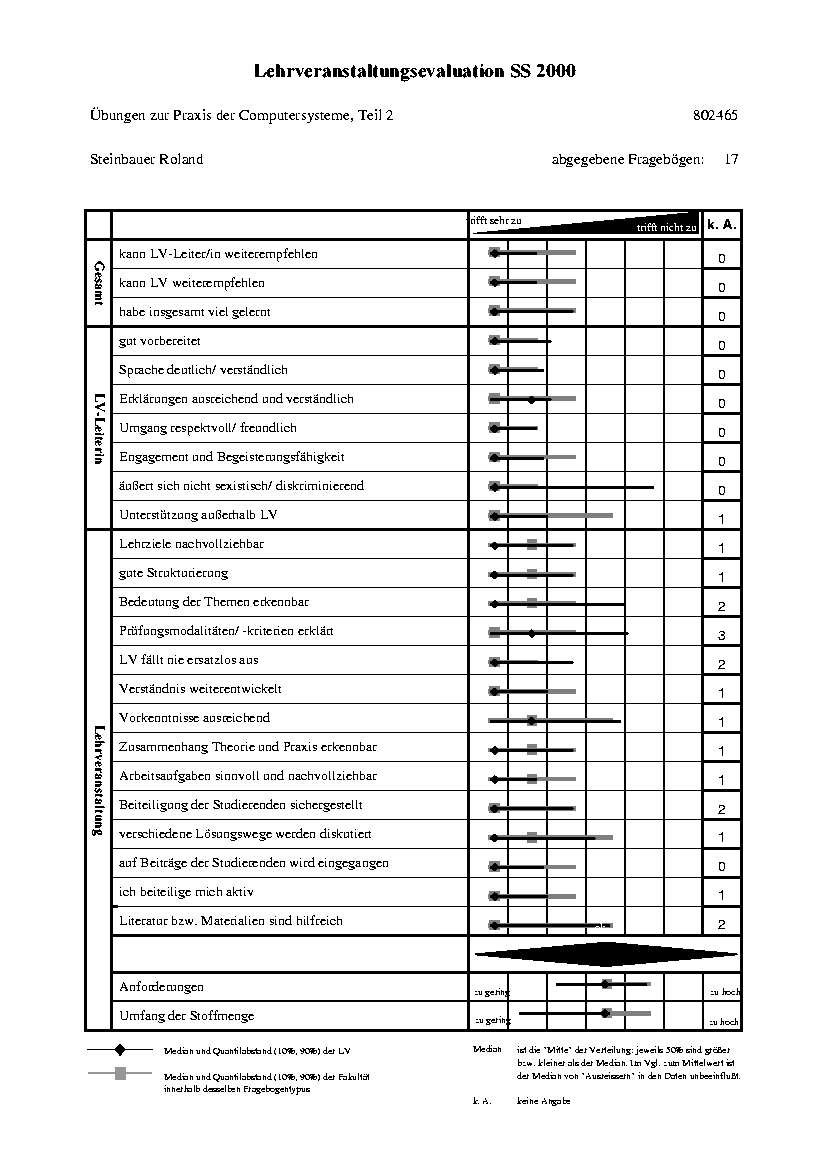 Lehrveranstaltungsevaluation SS 2000
Übungen zur Praxis der Computersysteme, Teil 2 802465
Steinbauer Roland abgegebene Fragebögen: 17
trifft sehr zu trifft nicht zu k. A.
Gesamt
kann LV-Leiter/in weiterempfehlen 0
kann LV weiterempfehlen 0
habe insgesamt viel gelernt 0
LV-Leiterin
gut vorbereitet 0
Sprache deutlich/ verständlich 0
Erklärungen ausreichend und verständlich 0
Umgang respektvoll/ freundlich 0
Engagement und Begeisterungsfähigkeit 0
äußert sich nicht sexistisch/ diskriminierend 0
Unterstützung außerhalb LV 1
Lehrveranstaltung
Lehrziele nachvollziehbar 1
gute Strukturierung 1
Bedeutung der Themen erkennbar 2
Prüfungsmodalitäten/ -kriterien erklärt 3
LV fällt nie ersatzlos aus 2
Verständnis weiterentwickelt 1
Vorkenntnisse ausreichend 1
Zusammenhang Theorie und Praxis erkennbar 1
Arbeitsaufgaben sinnvoll und nachvollziehbar 1
Beiteiligung der Studierenden sichergestellt 2
verschiedene Lösungswege werden diskutiert 1
auf Beiträge der Studierenden wird eingegangen 0
ich beiteilige mich aktiv 1
Literatur bzw. Materialien sind hilfreich 2
Anforderungen zu gering zu hoch
Umfang der Stoffmenge zu gering zu hoch
Median und Quantilabstand (10%, 90%) der LV
Median und Quantilabstand (10%, 90%) der Fakultät
innerhalb desselben Fragebogentypus
Median ist die "Mitte" der Verteilung: jeweils 50% sind größer
bzw. kleiner als der Median. Im Vgl. zum Mittelwert ist
der Median von "Ausreissern" in den Daten unbeeinflußt.
k. A. keine Angabe